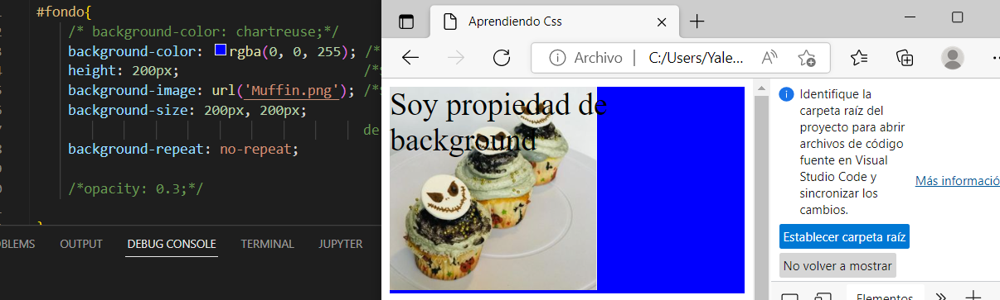 #fondo{
/* background-color: chartreuse;*/
background-color: rgba(0, 0, 255); /*
height: 200px; /*
background-image: url('Muffin.png'); /*
background-size: 200px, 200px;
de
background-repeat: no-repeat;
/*opacity: 0.3;*/
}
OBLEMS OUTPUT DEBUG CONSOLE TERMINAL JUPYTER
Aprendiendo Css
Archivo | C:/Users/Yale...
Soy propiedad de
background
Identifique la
carpeta raíz del
proyecto para abrir
archivos de código
fuente en Visual
Studio Code y
sincronizar los
cambios.
Más informació
Establecer carpeta raíz
No volver a mostrar
Elementos